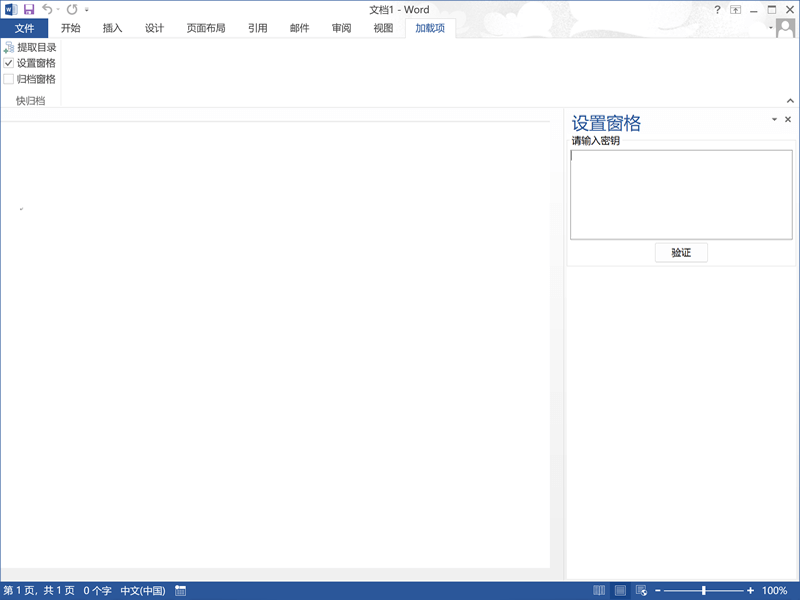 文档1 - Word
文件 开始 插入 设计 页面布局 引用 邮件 审阅 视图 加载项
提取目录
设置窗格
归档窗格
快归档
设置窗格
请输入密钥
验证
第 1 页，共 1 页 0 个字 中文(中国) 100%